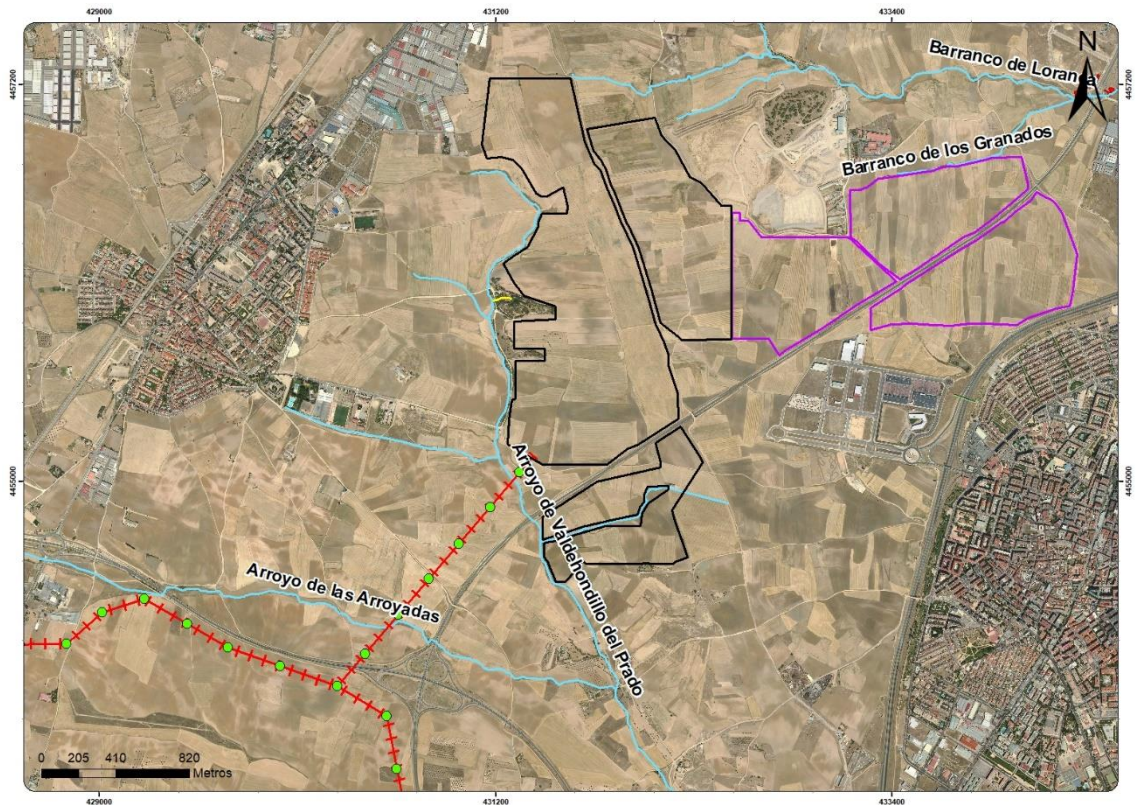 429000
431200
433400
4457200
4457200
N
Barranco de Loranca
Barranco de los Granados
4455000
4455000
Arroyo de Valdehondillo del Prado
Arroyo de las Arroyadas
0 205 410 820
Metros
429000
431200
433400